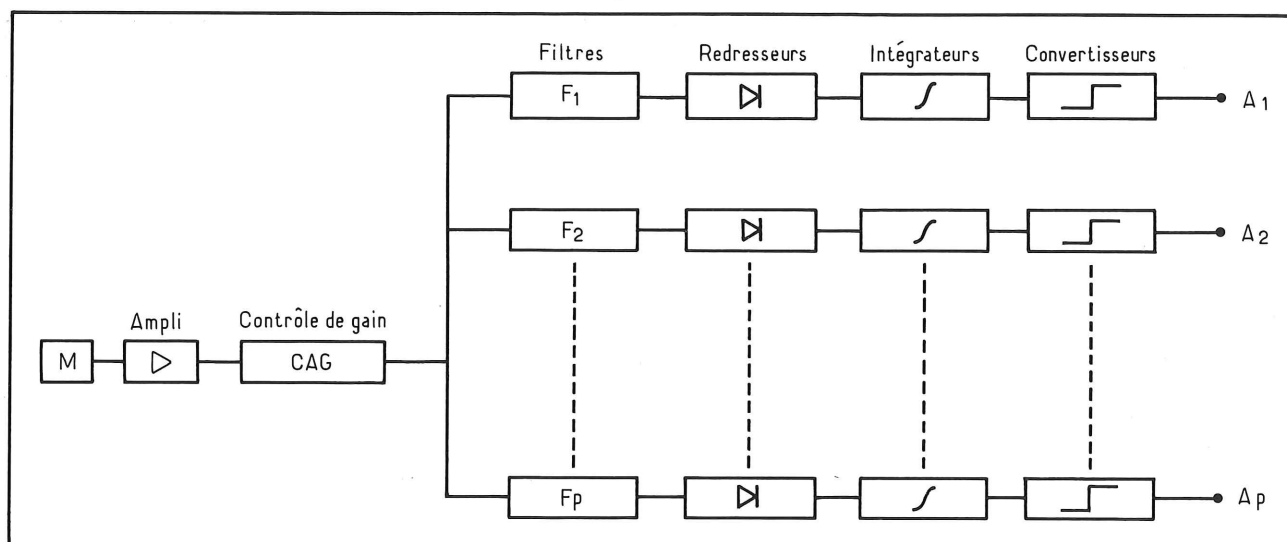 Filtres Redresseurs Intégrateurs Convertisseurs
F1
A1
F2
A2
Ampli Contrôle de gain
M
CAG
Fp
Ap